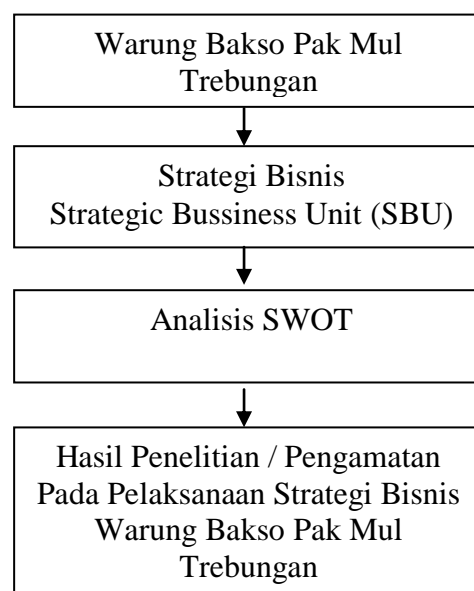 Warung Bakso Pak Mul
Trebungan
Strategi Bisnis
Strategic Bussiness Unit (SBU)
Analisis SWOT
Hasil Penelitian / Pengamatan
Pada Pelaksanaan Strategi Bisnis
Warung Bakso Pak Mul
Trebungan